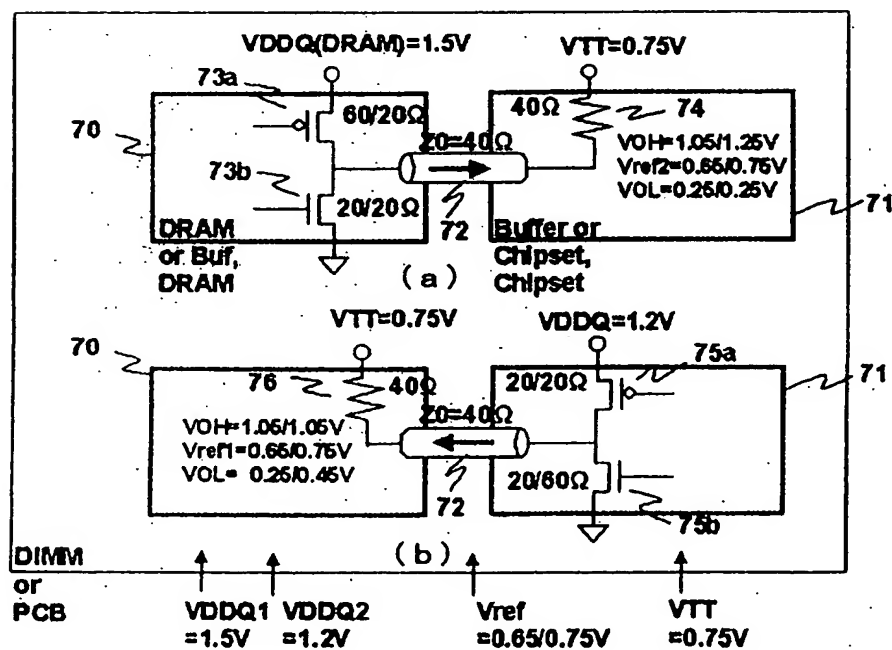 VDDQ(DRAM)=1.5V
VTT=0.75V
73a
60/20Ω
40Ω
74
70
Z0=40Ω
VOH=1.05/1.25V
Vref2=0.65/0.75V
VOL=0.25/0.25V
73b
20/20Ω
72
71
DRAM
or Buf,
DRAM
Buffer or
Chipset,
Chipset
(a)
VTT=0.75V
VDDQ=1.2V
70
76
40Ω
20/20Ω
75a
71
Z0=40Ω
VOH=1.05/1.05V
Vref1=0.65/0.75V
VOL= 0.25/0.45V
72
20/60Ω
75b
(b)
DIMM
or
PCB
VDDQ1
=1.5V
VDDQ2
=1.2V
Vref
=0.65/0.75V
VTT
=0.75V